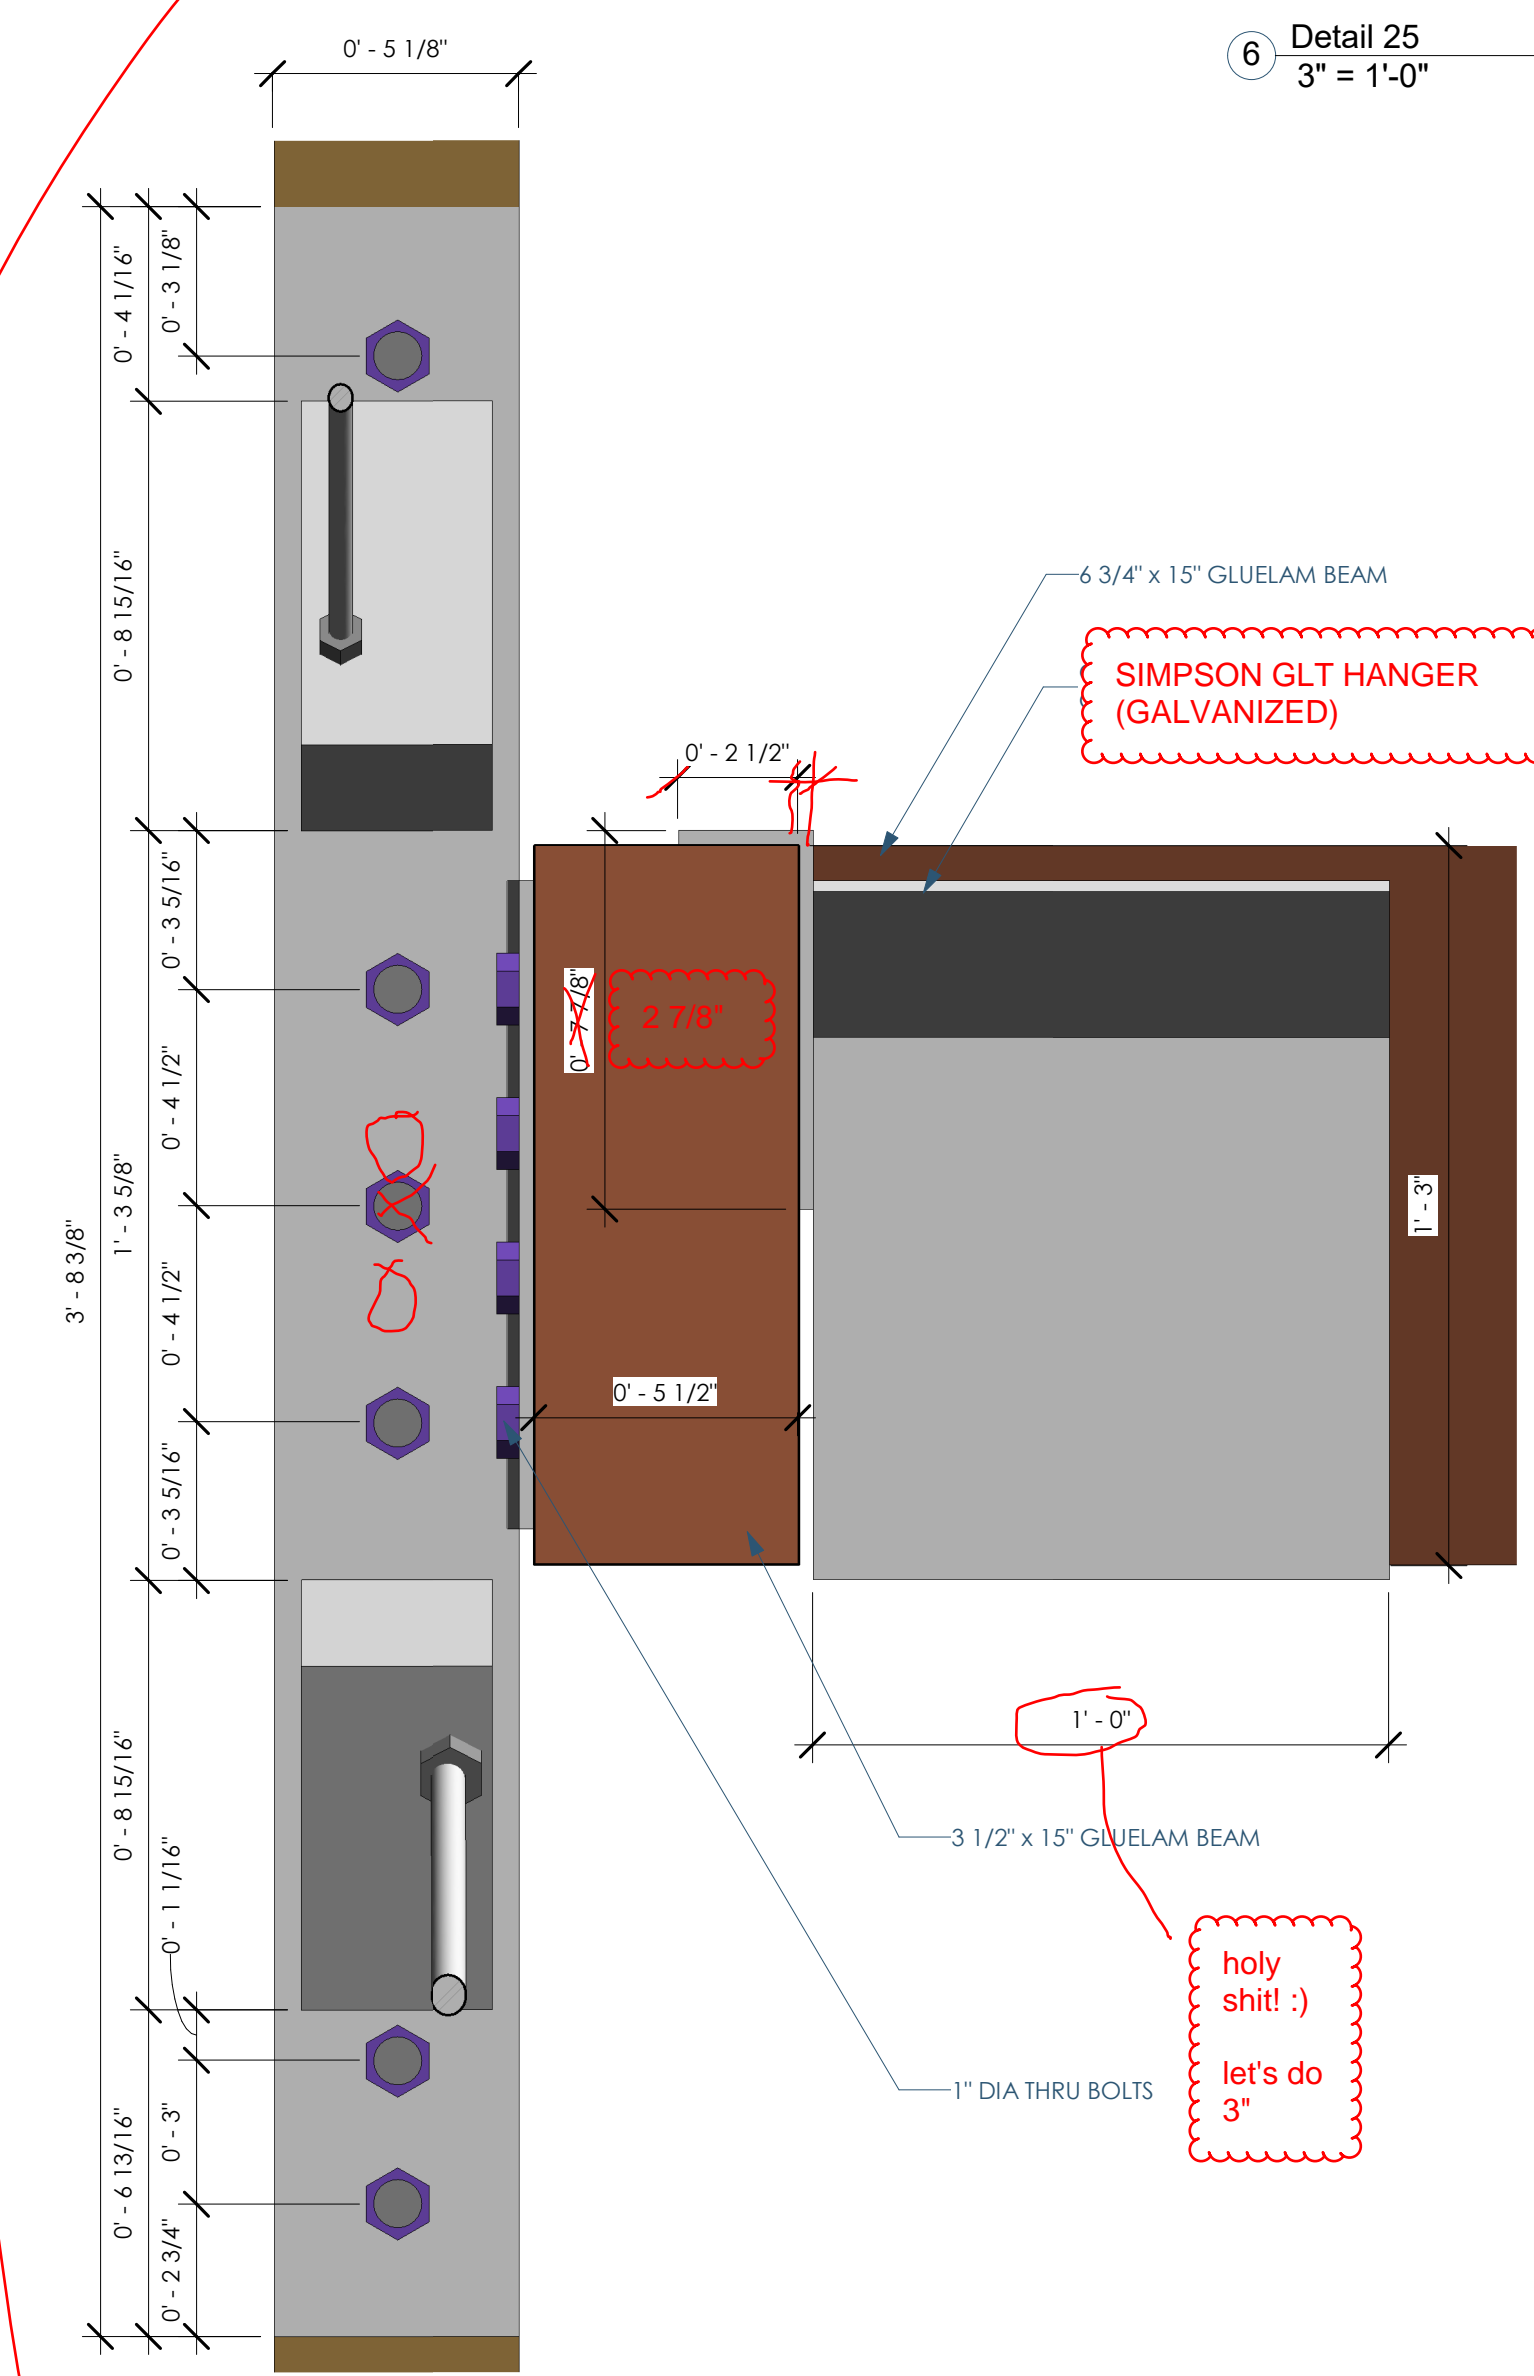 0' - 5 1/8"
6
Detail 25
3" = 1'-0"
0' - 4 1/16"
0' - 3 1/8"
0' - 8 15/16"
6 3/4" x 15" GLUELAM BEAM
SIMPSON GLT HANGER
(GALVANIZED)
0' - 2 1/2"
0' - 3 5/16"
0' - 7 7/8"
2 7/8"
0' - 4 1/2"
3' - 8 3/8"
1' - 3 5/8"
1' - 3"
0' - 4 1/2"
0' - 5 1/2"
0' - 3 5/16"
1' - 0"
0' - 8 15/16"
3 1/2" x 15" GLUELAM BEAM
0' - 1 1/16"
holy
shit! :)
let's do
3"
1" DIA THRU BOLTS
0' - 6 13/16"
0' - 3"
0' - 2 3/4"